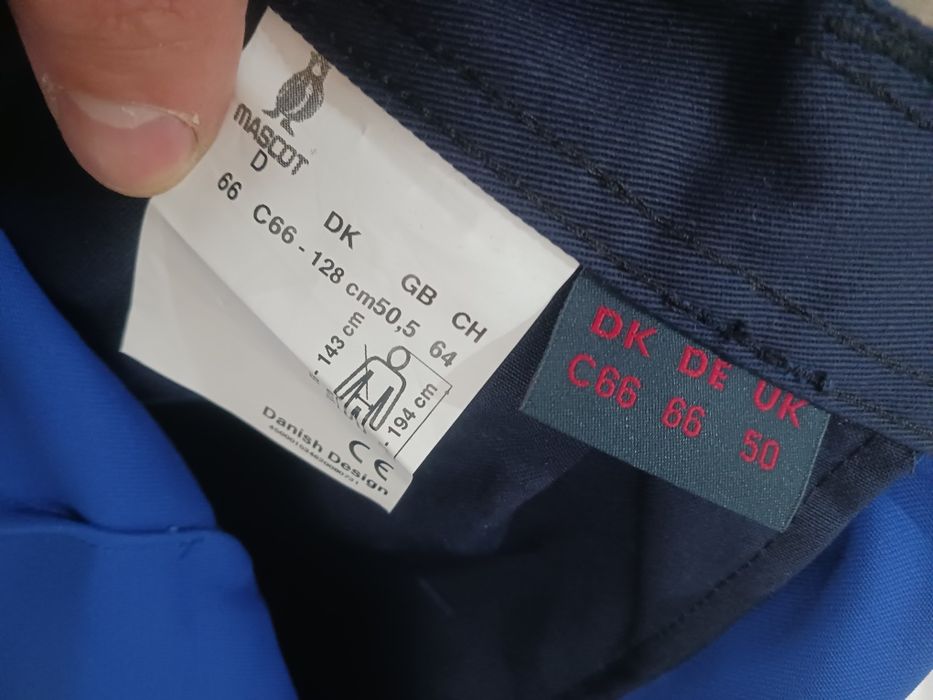 MASCOT
D DK GB CH
66 C66 - 128 cm 50,5 64
143 cm
194 cm
CE
Danish Design
DK DE UK
C66 66 50